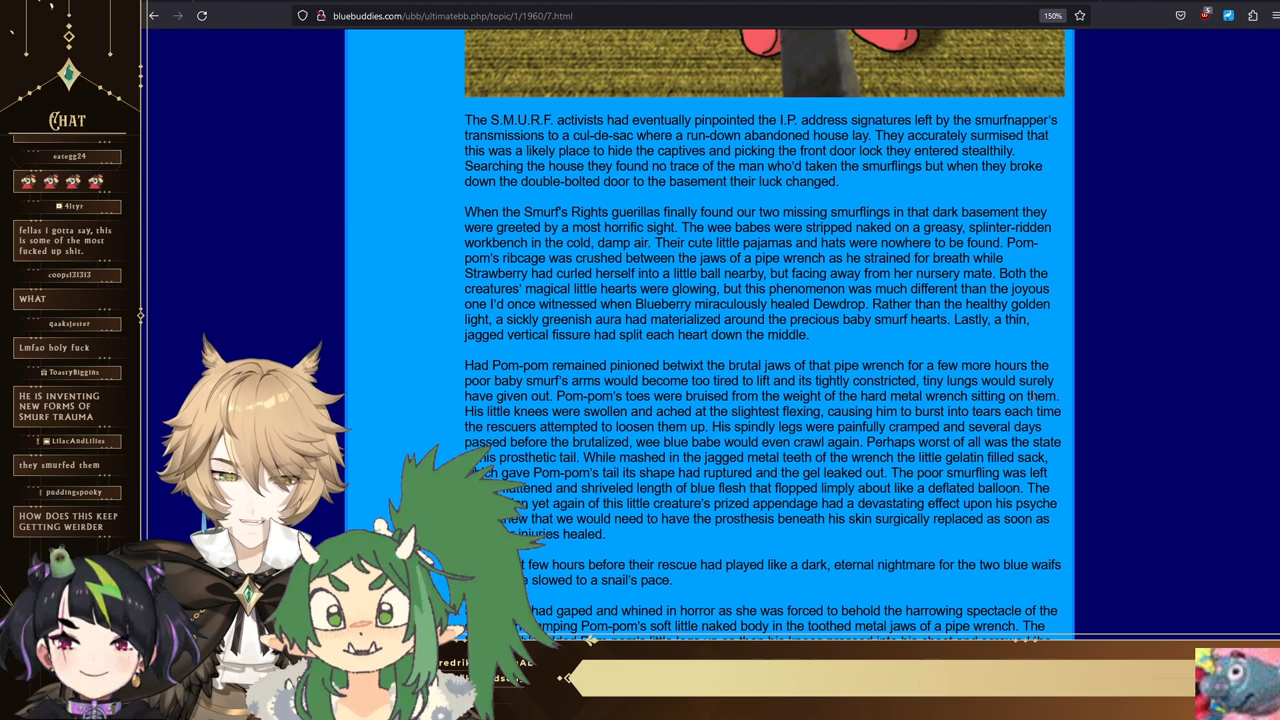 bluebuddies.com/ubb/ultimatebb.php/topic/1/1960/7.html
150%
5
CHAT
eategg24
4ltyr
fellas i gotta say, this
is some of the most
fucked up shit.
coops131313
WHAT
qaaksjester
Lmfao holy fuck
ToastyBiggins
HE IS INVENTING
NEW FORMS OF
SMURF TRAUMA
LilacAndLilies
they smurfed them
puddingspooky
HOW DOES THIS KEEP
GETTING WEIRDER
The S.M.U.R.F. activists had eventually pinpointed the I.P. address signatures left by the smurfnapper's
transmissions to a cul-de-sac where a run-down abandoned house lay. They accurately surmised that
this was a likely place to hide the captives and picking the front door lock they entered stealthily.
Searching the house they found no trace of the man who'd taken the smurflings but when they broke
down the double-bolted door to the basement their luck changed.
When the Smurf's Rights guerillas finally found our two missing smurflings in that dark basement they
were greeted by a most horrific sight. The wee babes were stripped naked on a greasy, splinter-ridden
workbench in the cold, damp air. Their cute little pajamas and hats were nowhere to be found. Pom-
pom's ribcage was crushed between the jaws of a pipe wrench as he strained for breath while
Strawberry had curled herself into a little ball nearby, but facing away from her nursery mate. Both the
creatures' magical little hearts were glowing, but this phenomenon was much different than the joyous
one I'd once witnessed when Blueberry miraculously healed Dewdrop. Rather than the healthy golden
light, a sickly greenish aura had materialized around the precious baby smurf hearts. Lastly, a thin,
jagged vertical fissure had split each heart down the middle.
Had Pom-pom remained pinioned betwixt the brutal jaws of that pipe wrench for a few more hours the
poor baby smurf's arms would become too tired to lift and its tightly constricted, tiny lungs would surely
have given out. Pom-pom's toes were bruised from the weight of the hard metal wrench sitting on them.
His little knees were swollen and ached at the slightest flexing, causing him to burst into tears each time
the rescuers attempted to loosen them up. His spindly legs were painfully cramped and several days
passed before the brutalized, wee blue babe would even crawl again. Perhaps worst of all was the state
his prosthetic tail. While mashed in the jagged metal teeth of the wrench the little gelatin filled sack,
gave Pom-pom's tail its shape had ruptured and the gel leaked out. The poor smurfling was left
flattened and shriveled length of blue flesh that flopped limply about like a deflated balloon. The
yet again of this little creature's prized appendage had a devastating effect upon his psyche
that we would need to have the prosthesis beneath his skin surgically replaced as soon as
injuries healed.
few hours before their rescue had played like a dark, eternal nightmare for the two blue waifs
slowed to a snail's pace.
had gaped and whined in horror as she was forced to behold the harrowing spectacle of the
Pom-pom's soft little naked body in the toothed metal jaws of a pipe wrench. The